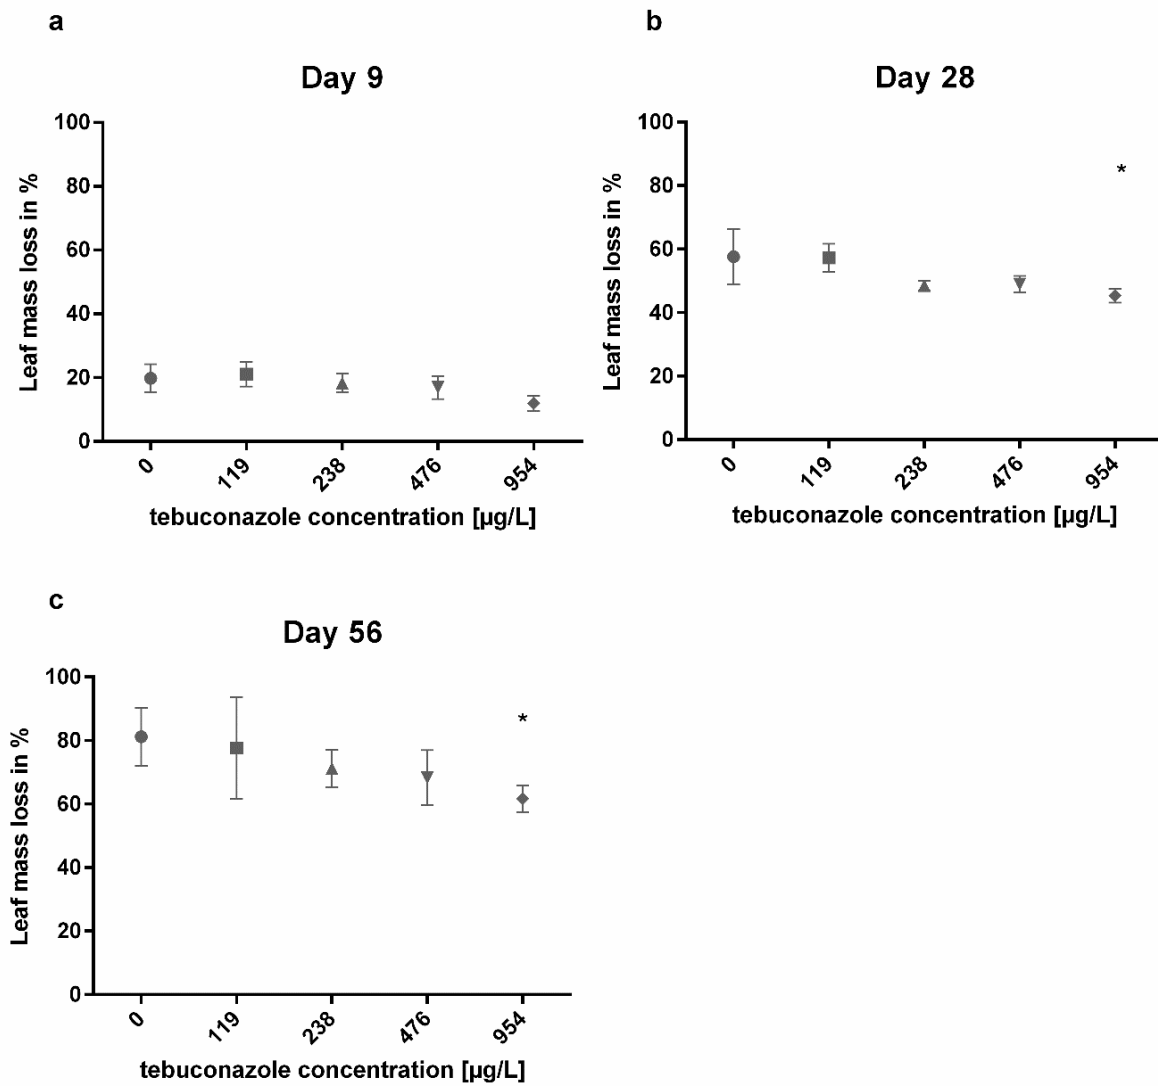 a
Day 9
Leaf mass loss in %
100
80
60
40
20
0
0
119
238
476
954
tebuconazole concentration [µg/L]
b
Day 28
Leaf mass loss in %
100
80
60
40
20
0
*
0
119
238
476
954
tebuconazole concentration [µg/L]
c
Day 56
Leaf mass loss in %
100
80
60
40
20
0
*
0
119
238
476
954
tebuconazole concentration [µg/L]